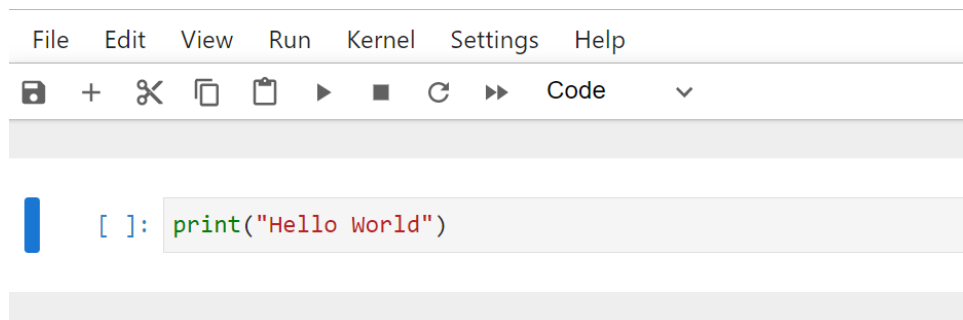 File Edit View Run Kernel Settings Help
Code
[ ]: print("Hello World")